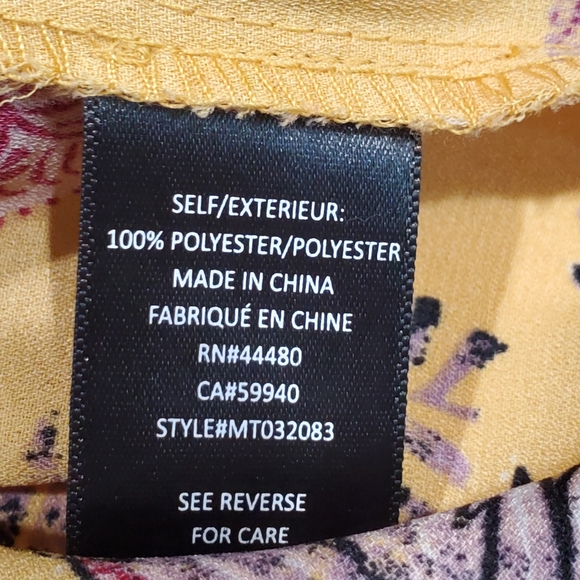 SELF/EXTERIEUR:
100% POLYESTER/POLYESTER
MADE IN CHINA
FABRIQUÉ EN CHINE
RN#44480
CA#59940
STYLE#MT032083
SEE REVERSE
FOR CARE